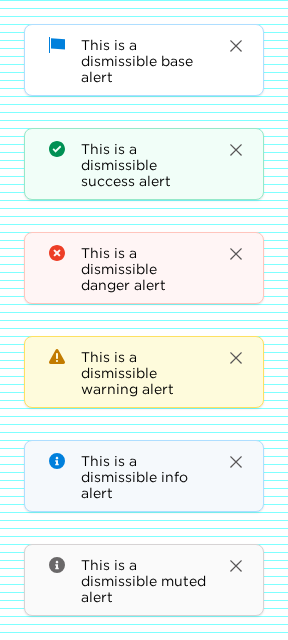 This is a
dismissible base
alert
This is a
dismissible
success alert
This is a
dismissible
danger alert
This is a
dismissible
warning alert
This is a
dismissible info
alert
This is a
dismissible muted
alert